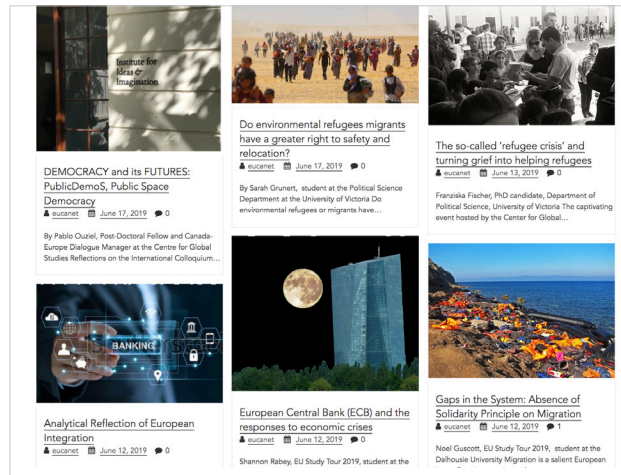 Institute for
Ideas &
Imagination
DEMOCRACY and its FUTURES:
PublicDemoS, Public Space
Democracy
eucanet June 17, 2019 0
By Pablo Ouziel, Post-Doctoral Fellow and Canada-
Europe Dialogue Manager at the Centre for Global
Studies Reflections on the International Colloquium…
BANKING
Analytical Reflection of European
Integration
eucanet June 12, 2019 0
Do environmental refugees migrants
have a greater right to safety and
relocation?
eucanet June 17, 2019 0
By Sarah Grunert, student at the Political Science
Department at the University of Victoria Do
environmental refugees or migrants have…
European Central Bank (ECB) and the
responses to economic crises
eucanet June 12, 2019 0
Shannon Rabey, EU Study Tour 2019, student at the
The so-called ‘refugee crisis’ and
turning grief into helping refugees
eucanet June 13, 2019 0
Franziska Fischer, PhD candidate, Department of
Political Science, University of Victoria The captivating
event hosted by the Center for Global…
Gaps in the System: Absence of
Solidarity Principle on Migration
eucanet June 12, 2019 1
Noel Guscott, EU Study Tour 2019, student at the
Dalhousie University Migration is a salient European